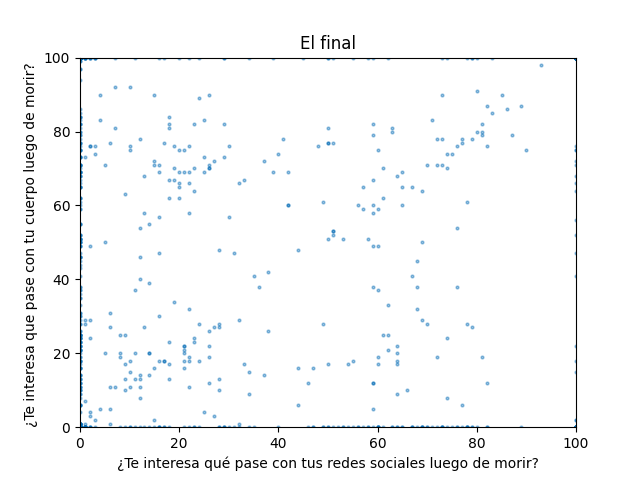 El final
¿Te interesa que pase con tu cuerpo luego de morir?
100
80
60
40
20
0
0 20 40 60 80 100
¿Te interesa qué pase con tus redes sociales luego de morir?